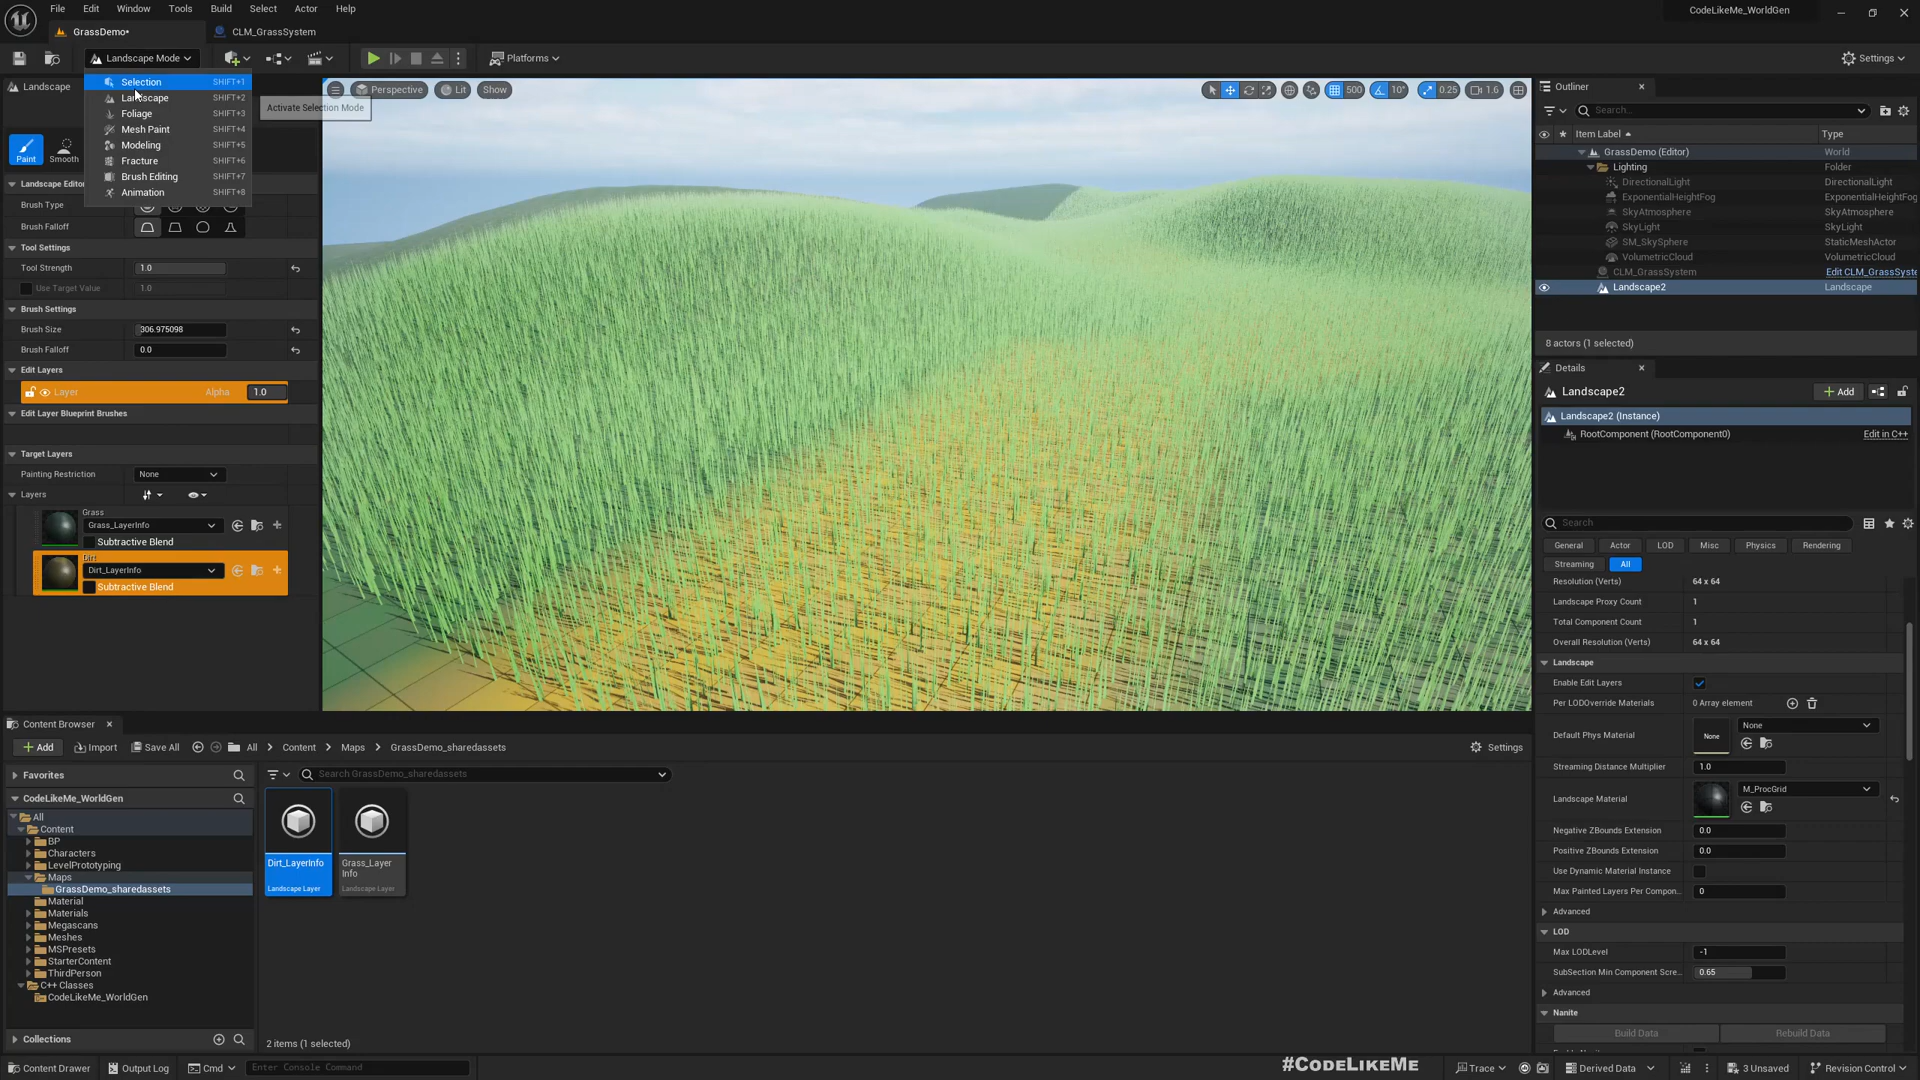 File Edit Window Tools Build Select Actor Help
CodeLikeMe_WorldGen
GrassDemo•
CLM_GrassSystem
Landscape Mode
Platforms
Settings
Landscape
Selection SHIFT+1
Landscape SHIFT+2
Foliage SHIFT+3
Mesh Paint SHIFT+4
Modeling SHIFT+5
Fracture SHIFT+6
Brush Editing SHIFT+7
Animation SHIFT+8
Activate Selection Mode
Paint
Smooth
Landscape Editor
Brush Type
Brush Falloff
Tool Settings
Tool Strength 1.0
Use Target Value 1.0
Brush Settings
Brush Size 306.975098
Brush Falloff 0.0
Edit Layers
Layer Alpha 1.0
Edit Layer Blueprint Brushes
Target Layers
Painting Restriction None
Layers
Grass
Grass_LayerInfo
Subtractive Blend
Dirt
Dirt_LayerInfo
Subtractive Blend
Perspective Lit Show
500 10° 0.25 1.6
Outliner
Search...
Item Label Type
GrassDemo (Editor) World
Lighting Folder
DirectionalLight DirectionalLight
ExponentialHeightFog ExponentialHeightFog
SkyAtmosphere SkyAtmosphere
SkyLight SkyLight
SM_SkySphere StaticMeshActor
VolumetricCloud VolumetricCloud
CLM_GrassSystem Edit CLM_GrassSyste
Landscape2 Landscape
8 actors (1 selected)
Details
Landscape2
Add
Landscape2 (Instance)
RootComponent (RootComponent0) Edit in C++
Search
General Actor LOD Misc Physics Rendering
Streaming All
Resolution (Verts) 64 x 64
Landscape Proxy Count 1
Total Component Count 1
Overall Resolution (Verts) 64 x 64
Landscape
Enable Edit Layers
Per LODOverride Materials 0 Array element
Default Phys Material None None
Streaming Distance Multiplier 1.0
Landscape Material M_ProcGrid
Negative ZBounds Extension 0.0
Positive ZBounds Extension 0.0
Use Dynamic Material Instance
Max Painted Layers Per Compon... 0
Advanced
LOD
Max LODLevel -1
SubSection Min Component Scre... 0.65
Advanced
Nanite
Build Data Rebuild Data
Content Browser
Add Import Save All All Content Maps GrassDemo_sharedassets
Settings
Favorites
Search GrassDemo_sharedassets
CodeLikeMe_WorldGen
All
Content
BP
Characters
LevelPrototyping
Maps
GrassDemo_sharedassets
Material
Materials
Megascans
Meshes
MSPresets
StarterContent
ThirdPerson
C++ Classes
CodeLikeMe_WorldGen
Collections
Dirt_LayerInfo
Landscape Layer
Grass_Layer
Info
Landscape Layer
2 items (1 selected)
#CodeLikeMe
Content Drawer Output Log Cmd Enter Console Command
Trace Derived Data 3 Unsaved Revision Control